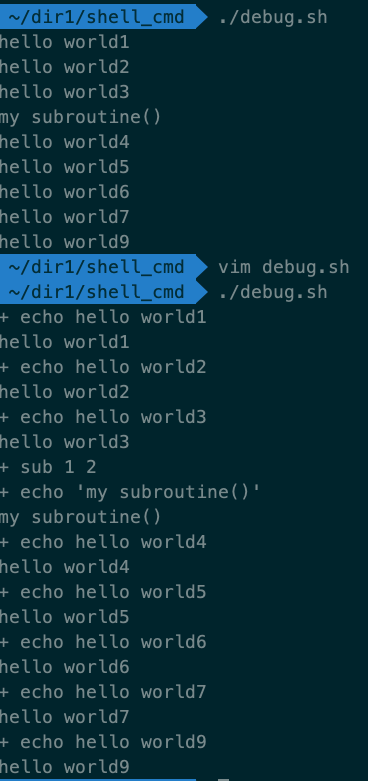 ~/dir1/shell_cmd ./debug.sh
hello world1
hello world2
hello world3
my subroutine()
hello world4
hello world5
hello world6
hello world7
hello world9
~/dir1/shell_cmd vim debug.sh
~/dir1/shell_cmd ./debug.sh
+ echo hello world1
hello world1
+ echo hello world2
hello world2
+ echo hello world3
hello world3
+ sub 1 2
+ echo 'my subroutine()'
my subroutine()
+ echo hello world4
hello world4
+ echo hello world5
hello world5
+ echo hello world6
hello world6
+ echo hello world7
hello world7
+ echo hello world9
hello world9